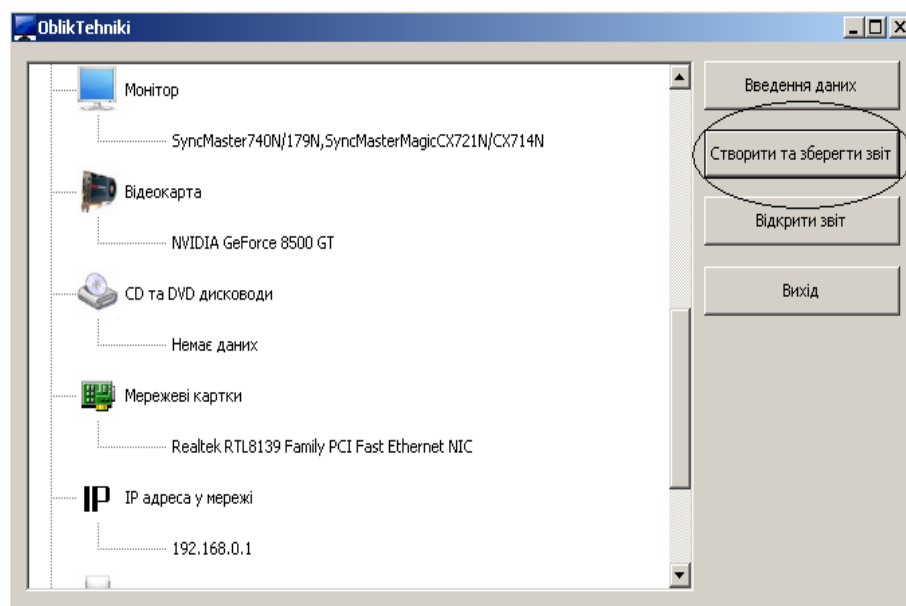 OblikTehniki
Монітор
SyncMaster740N/179N,SyncMasterMagicCX721N/CX714N
Відеокарта
NVIDIA GeForce 8500 GT
CD та DVD дисководи
Немає даних
Мережеві картки
Realtek RTL8139 Family PCI Fast Ethernet NIC
IP
IP адреса у мережі
192.168.0.1
Введення даних
Створити та зберегти звіт
Відкрити звіт
Вихід